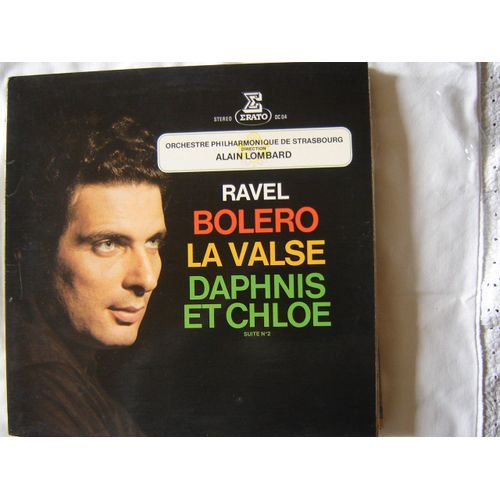 ERATO
STEREO DC 04
ORCHESTRE PHILHARMONIQUE DE STRASBOURG
DIRECTION
ALAIN LOMBARD
RAVEL
BOLERO
LA VALSE
DAPHNIS
ET CHLOE
SUITE N°2